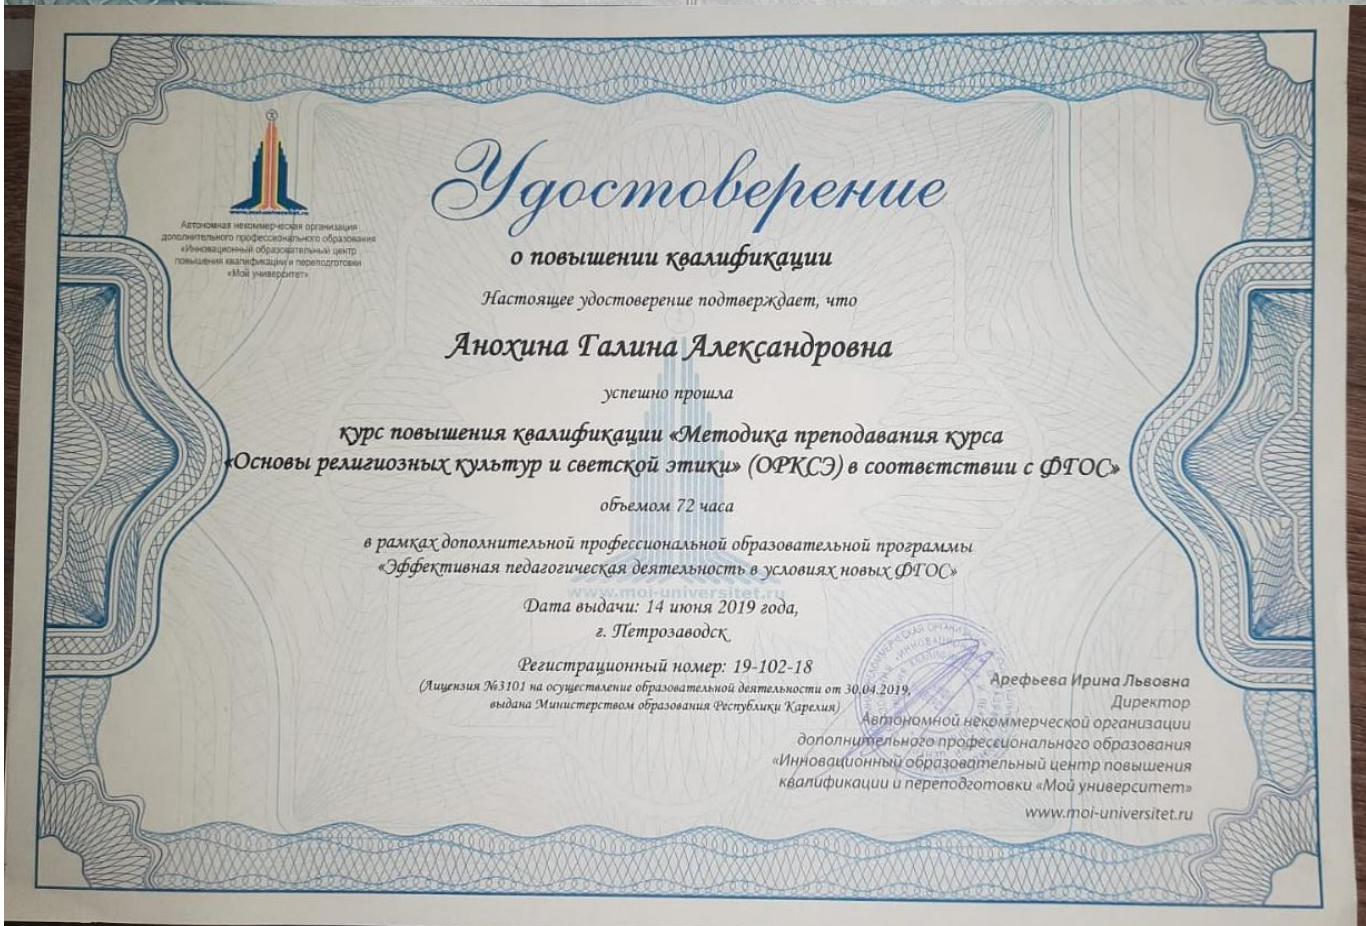 Автономная некоммерческая организация
дополнительного профессионального образования
«Инновационный образовательный центр
повышения квалификации и переподготовки
«Мой университет»
Удостоверение
о повышении квалификации
Настоящее удостоверение подтверждает, что
Анохина Галина Александровна
успешно прошла
курс повышения квалификации «Методика преподавания курса
«Основы религиозных культур и светской этики» (ОРКСЭ) в соответствии с ФГОС»
объемом 72 часа
в рамках дополнительной профессиональной образовательной программы
«Эффективная педагогическая деятельность в условиях новых ФГОС»
www.moi-universitet.ru
Дата выдачи: 14 июня 2019 года,
г. Петрозаводск
Регистрационный номер: 19-102-18
(Лицензия №3101 на осуществление образовательной деятельности от 30.04.2019,
выдана Министерством образования Республики Карелия)
Арефьева Ирина Львовна
Директор
Автономной некоммерческой организации
дополнительного профессионального образования
«Инновационный образовательный центр повышения
квалификации и переподготовки «Мой университет»
www.moi-universitet.ru